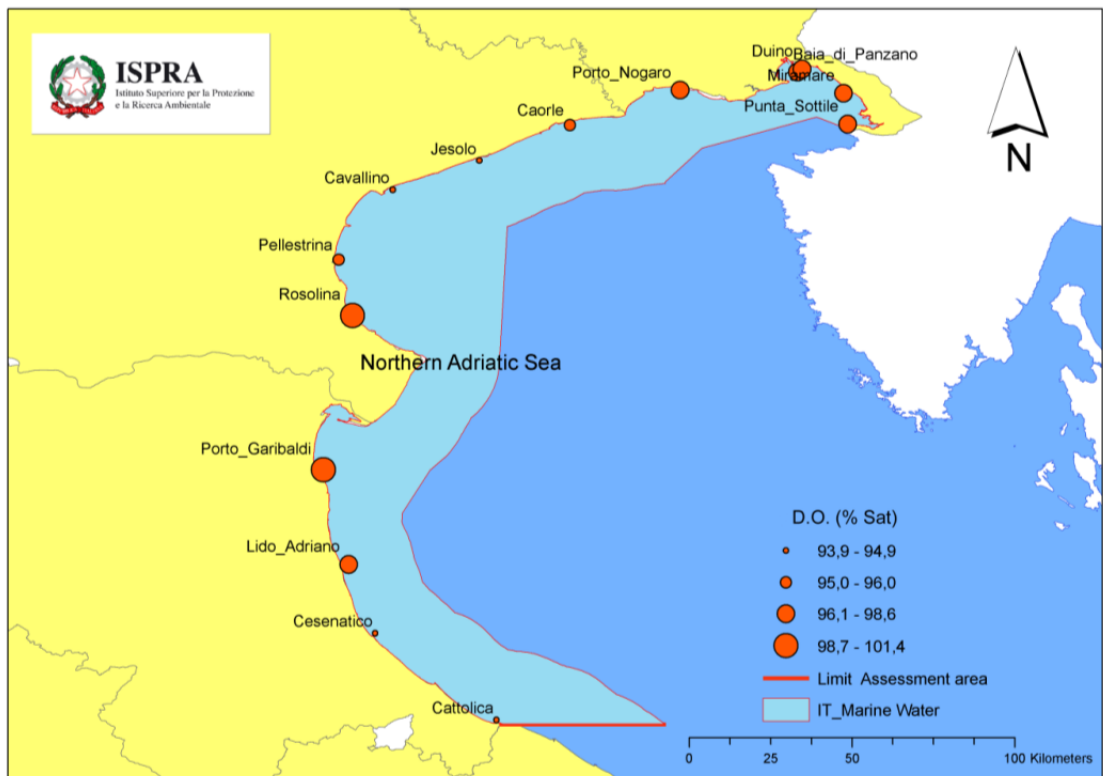 ISPRA
Istituto Superiore per la Protezione
e la Ricerca Ambientale
Duino
Baia_di_Panzano
Porto_Nogaro
Miramare
Punta_Sottile
Caorle
Jesolo
Cavallino
N
Pellestrina
Rosolina
Northern Adriatic Sea
Porto_Garibaldi
Lido_Adriano
Cesenatico
Cattolica
D.O. (% Sat)
93,9 - 94,9
95,0 - 96,0
96,1 - 98,6
98,7 - 101,4
Limit Assessment area
IT_Marine Water
0 25 50 100 Kilometers